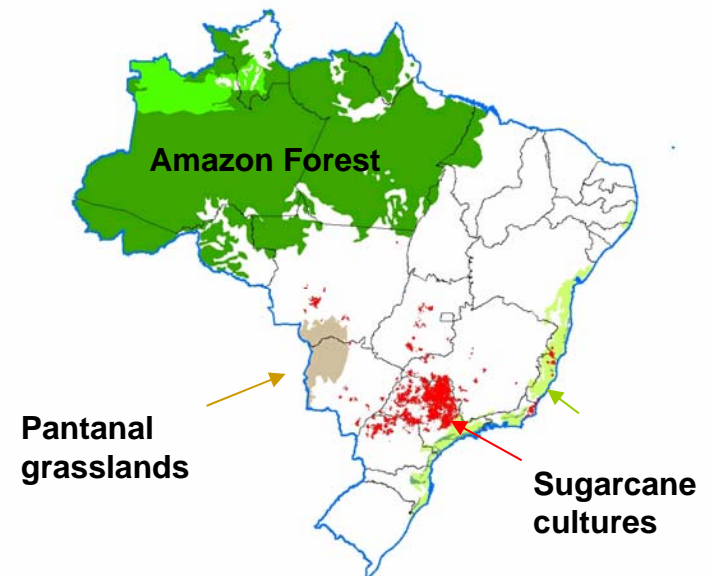 Amazon Forest
Pantanal
grasslands
Sugarcane
cultures